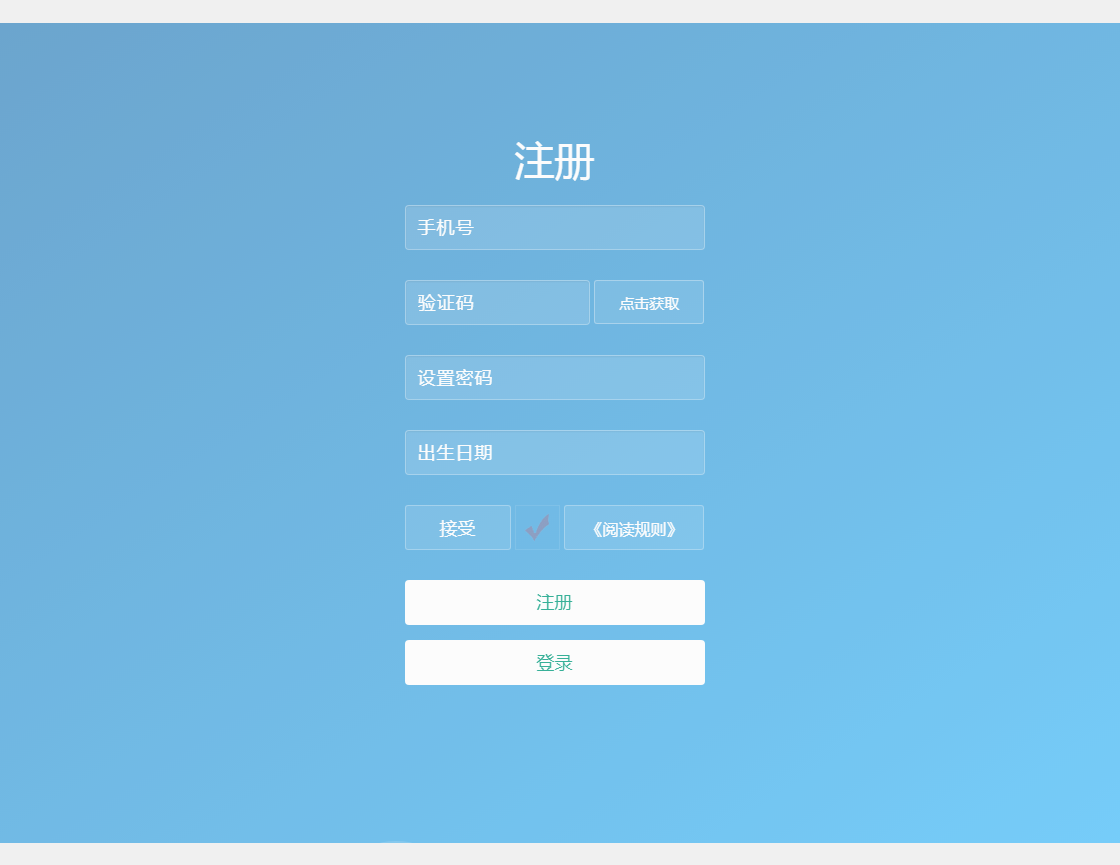 注册
手机号
验证码 点击获取
设置密码
出生日期
接受 《阅读规则》
注册
登录